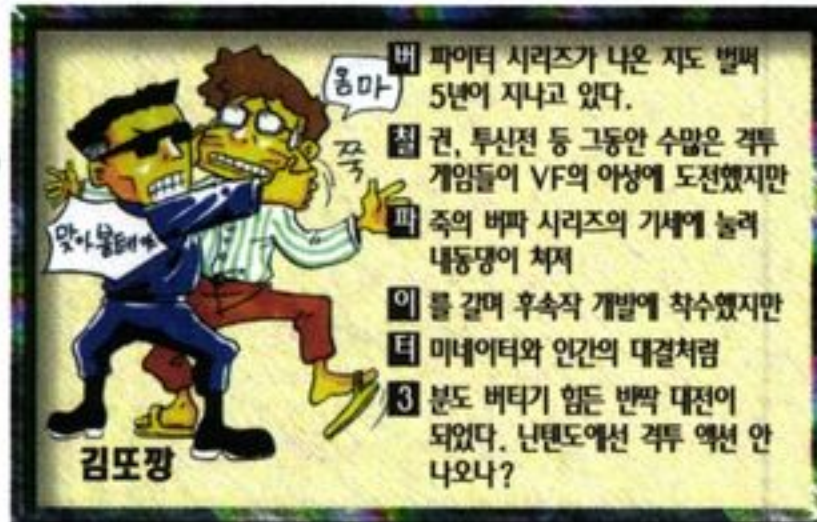 옴마
쭉
맞아볼테야
김또깡
버 파이터 시리즈가 나온 지도 벌써
5년이 지나고 있다.
철 권, 투신전 등 그동안 수많은 격투
게임들이 VF의 아성에 도전했지만
파 죽의 버파 시리즈의 기세에 눌려
내동댕이 쳐저
이 를 갈며 후속작 개발에 착수했지만
터 미네이터와 인간의 대결처럼
3 분도 버티기 힘든 반짝 대전이
되었다. 닌텐도에선 격투 액션 안
나오나?